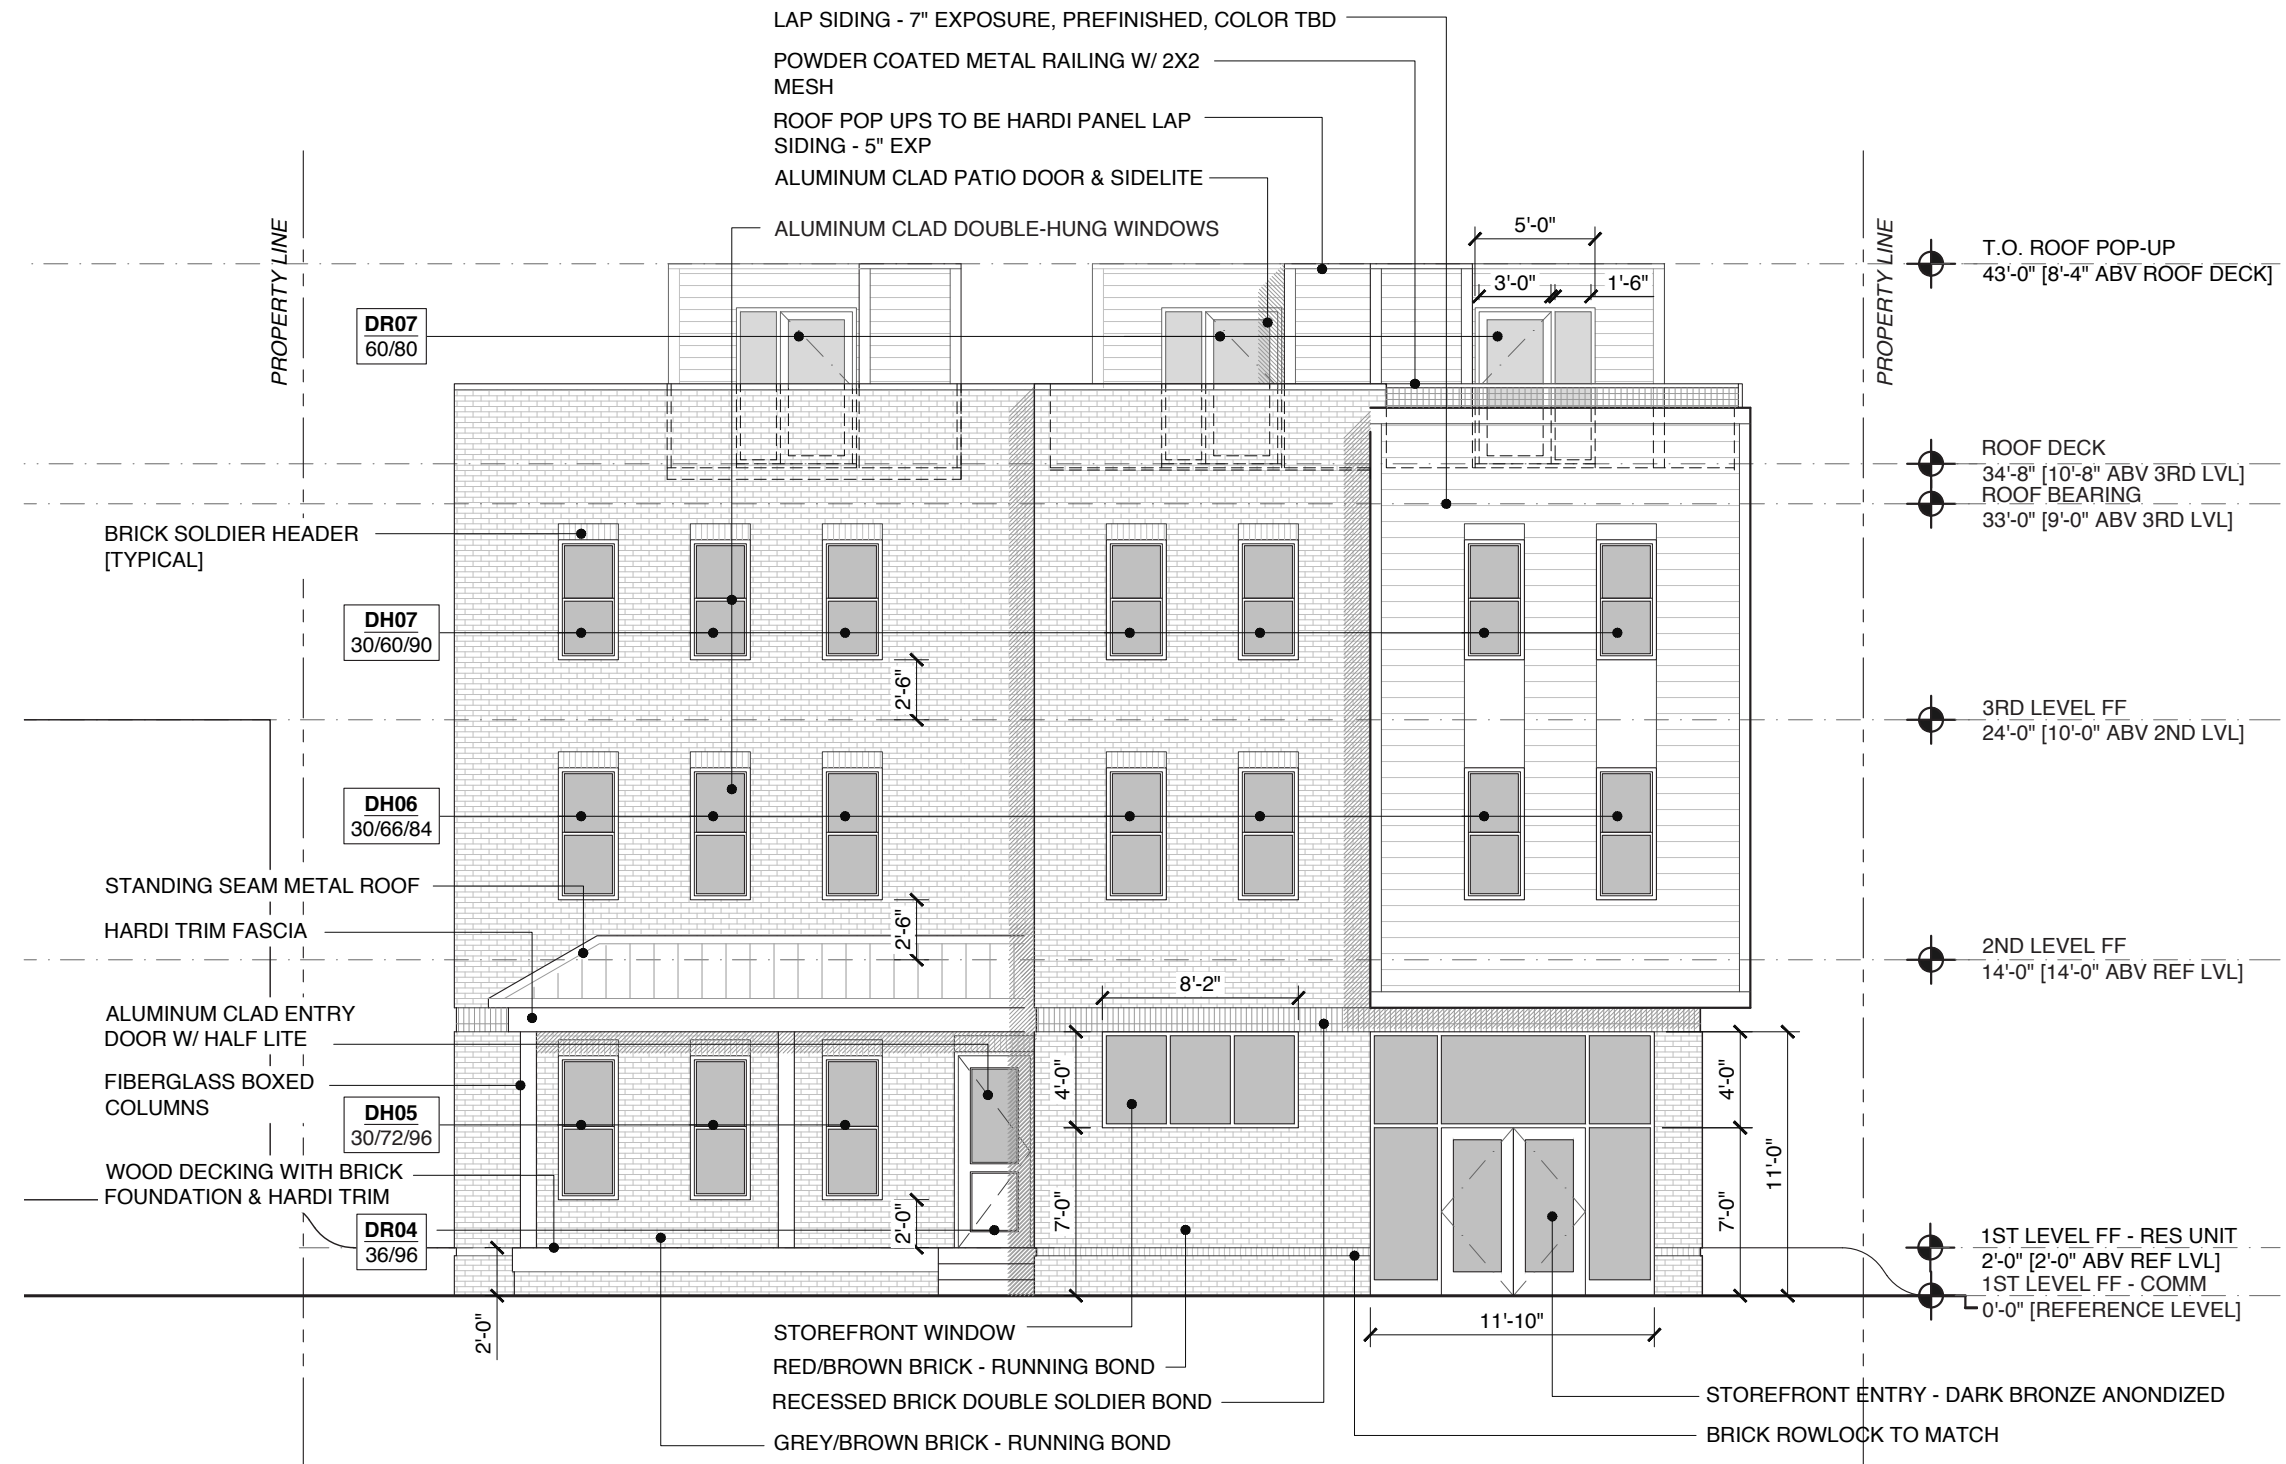 LAP SIDING - 7" EXPOSURE, PREFINISHED, COLOR TBD
POWDER COATED METAL RAILING W/ 2X2
MESH
ROOF POP UPS TO BE HARDI PANEL LAP
SIDING - 5" EXP
ALUMINUM CLAD PATIO DOOR & SIDELITE
ALUMINUM CLAD DOUBLE-HUNG WINDOWS
PROPERTY LINE
PROPERTY LINE
5'-0"
3'-0"
1'-6"
T.O. ROOF POP-UP
43'-0" [8'-4" ABV ROOF DECK]
DR07
60/80
ROOF DECK
34'-8" [10'-8" ABV 3RD LVL]
ROOF BEARING
33'-0" [9'-0" ABV 3RD LVL]
BRICK SOLDIER HEADER
[TYPICAL]
DH07
30/60/90
2'-6"
3RD LEVEL FF
24'-0" [10'-0" ABV 2ND LVL]
DH06
30/66/84
STANDING SEAM METAL ROOF
HARDI TRIM FASCIA
2'-6"
2ND LEVEL FF
14'-0" [14'-0" ABV REF LVL]
8'-2"
ALUMINUM CLAD ENTRY
DOOR W/ HALF LITE
FIBERGLASS BOXED
COLUMNS
DH05
30/72/96
4'-0"
4'-0"
11'-0"
WOOD DECKING WITH BRICK
FOUNDATION & HARDI TRIM
DR04
36/96
2'-0"
7'-0"
7'-0"
1ST LEVEL FF - RES UNIT
2'-0" [2'-0" ABV REF LVL]
1ST LEVEL FF - COMM
0'-0" [REFERENCE LEVEL]
2'-0"
11'-10"
STOREFRONT WINDOW
RED/BROWN BRICK - RUNNING BOND
RECESSED BRICK DOUBLE SOLDIER BOND
GREY/BROWN BRICK - RUNNING BOND
STOREFRONT ENTRY - DARK BRONZE ANONDIZED
BRICK ROWLOCK TO MATCH